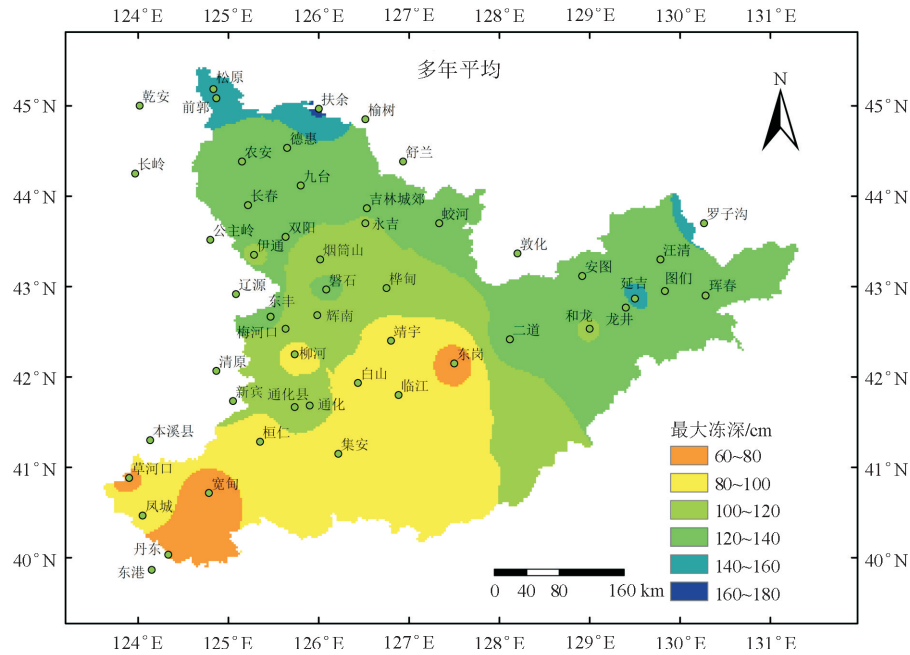 124°E 125°E 126°E 127°E 128°E 129°E 130°E 131°E
多年平均
N
松原
乾安
前郭
扶余
榆树
45°N
45°N
德惠
农安
舒兰
长岭
九台
44°N
44°N
长春
吉林城郊
蛟河
罗子沟
公主岭
双阳
永吉
伊通
烟筒山
敦化
汪清
安图
43°N
43°N
辽源
磐石
桦甸
延吉
图们
珲春
东丰
辉南
和龙
龙井
梅河口
靖宇
二道
柳河
东岗
42°N
42°N
清原
白山
临江
新宾
通化县
通化
本溪县
桓仁
集安
最大冻深/cm
60~80
80~100
100~120
120~140
140~160
160~180
41°N
41°N
草河口
宽甸
凤城
40°N
40°N
丹东
东港
0 40 80 160 km
124°E 125°E 126°E 127°E 128°E 129°E 130°E 131°E